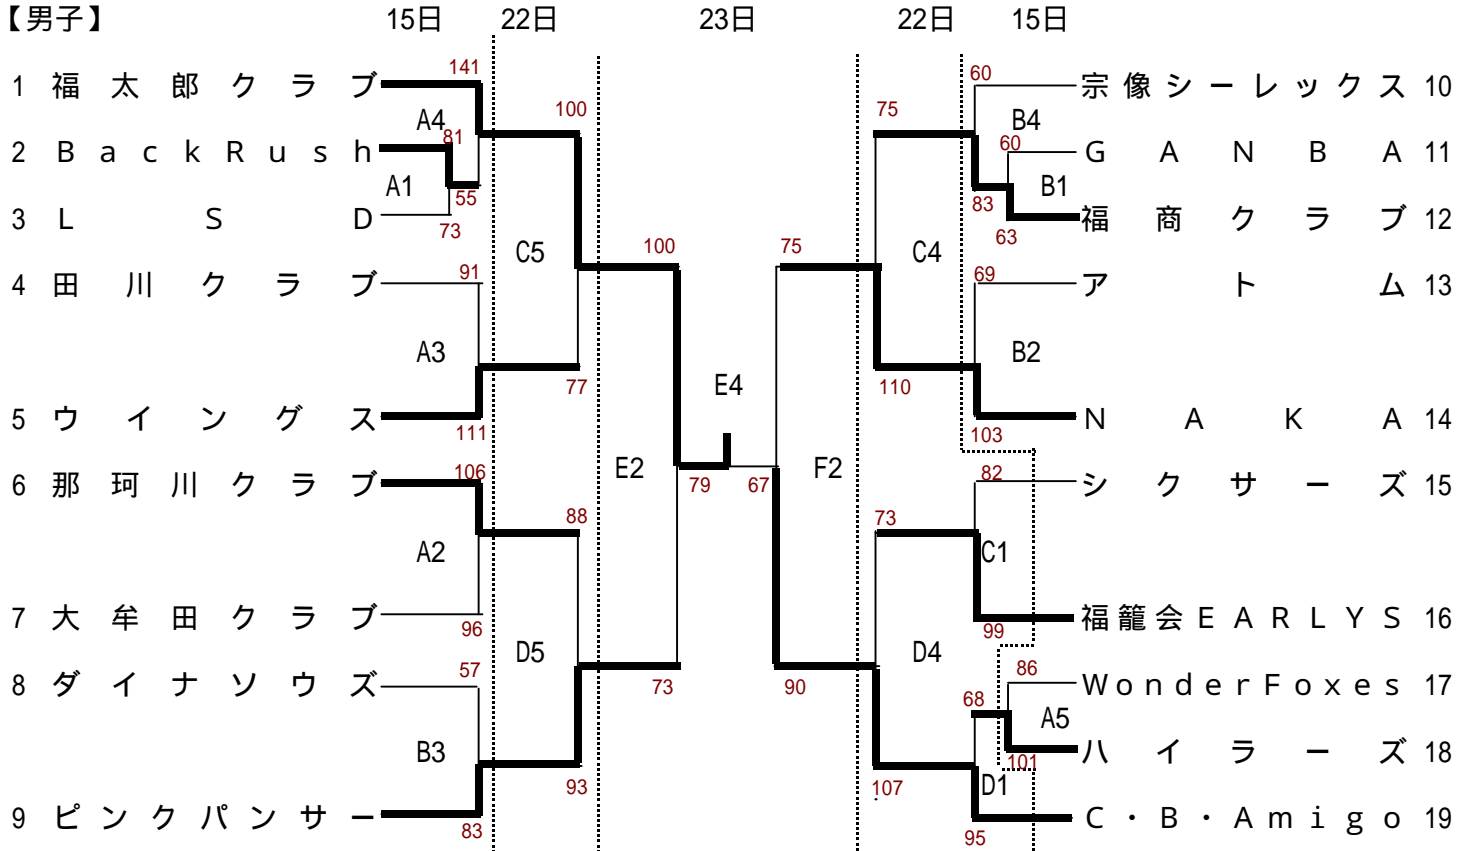 【男子】 15日 22日 23日 22日 15日
141 60
1 福太郎クラブ 宗像シーレックス 10
100 75
A4 B4
81 60
2 BackRush GANBA 11
A1 B1
55 83
3 LSD 福商クラブ 12
73 63
C5 100 75 C4
91 69
4 田川クラブ アトム 13
A3 B2
77 E4 110
5 ウイングス NAKA 14
111 103
106 E2 F2 82
6 那珂川クラブ 79 67 シクサーズ 15
88 73
A2 C1
7 大牟田クラブ 福籠会EARLYS 16
96 99
D5 D4
57 86
8 ダイナソウズ 73 90 WonderFoxes 17
68 A5
B3 ハイラーズ 18
101
93 107 D1
9 ピンクパンサー C・B・Amigo 19
83 95